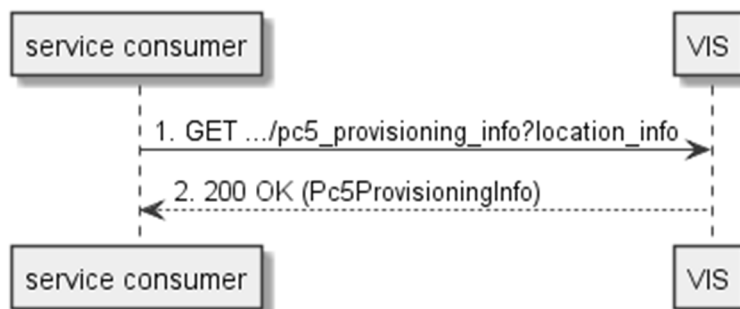 service consumer
VIS
1. GET .../pc5_provisioning_info?location_info
2. 200 OK (Pc5ProvisioningInfo)
service consumer
VIS